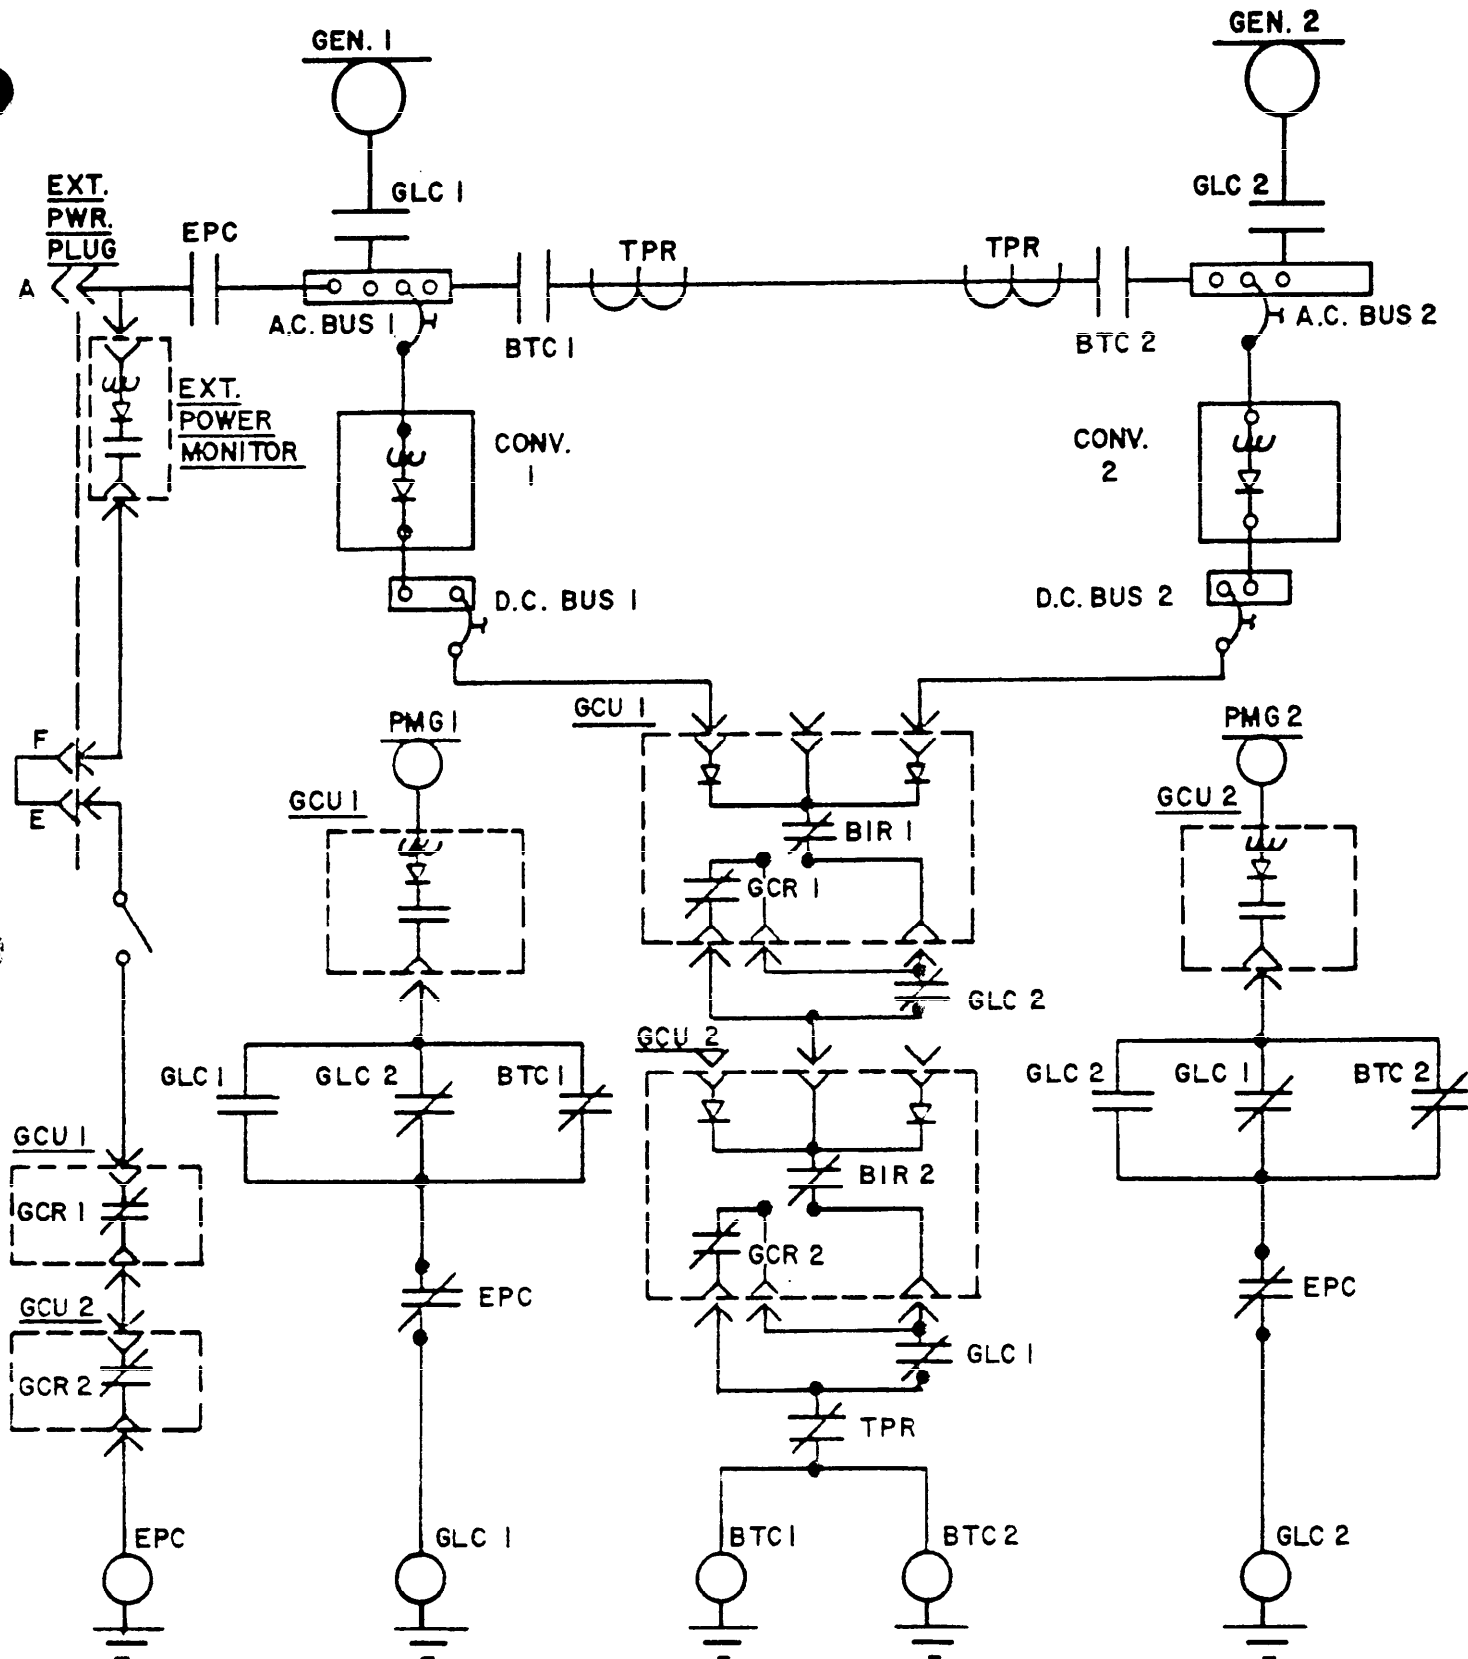 GEN. 1
GEN. 2
GLC 1
GLC 2
EXT.
PWR.
PLUG
EPC
TPR
TPR
A
A.C. BUS 1
A.C. BUS 2
BTC 1
BTC 2
EXT.
POWER
MONITOR
CONV.
1
CONV.
2
D.C. BUS 1
D.C. BUS 2
GCU 1
PMG 1
PMG 2
F
E
GCU 1
GCU 2
BIR 1
GCR 1
GLC 2
GCU 2
GLC 1
GLC 2
BTC 1
GLC 2
GLC 1
BTC 2
GCU 1
GCR 1
BIR 2
GCR 2
EPC
EPC
GCU 2
GCR 2
GLC 1
TPR
EPC
GLC 1
BTC 1
BTC 2
GLC 2